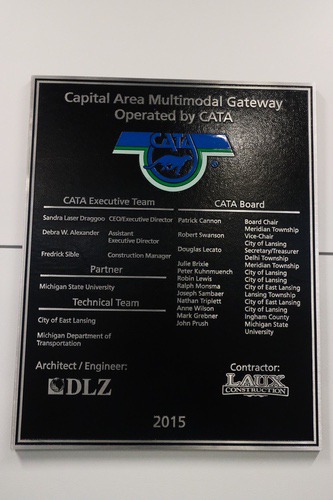 Capital Area Multimodal Gateway
Operated by CATA
CATA
CATA Executive Team
Sandra Laser Draggoo CEO/Executive Director
Debra W. Alexander Assistant
Executive Director
Fredrick Sible Construction Manager
Partner
Michigan State University
Technical Team
City of East Lansing
Michigan Department of
Transportation
CATA Board
Patrick Cannon Board Chair
Meridian Township
Robert Swanson Vice-Chair
City of Lansing
Douglas Lecato Secretary/Treasurer
Delhi Township
Julie Brixie Meridian Township
Peter Kuhnmuench City of Lansing
Robin Lewis City of Lansing
Ralph Monsma City of East Lansing
Joseph Sambaer Lansing Township
Nathan Triplett City of East Lansing
Anne Wilson City of Lansing
Mark Grebner Ingham County
John Prush Michigan State
University
Architect / Engineer:
DLZ
Contractor:
LAUX
CONSTRUCTION
2015